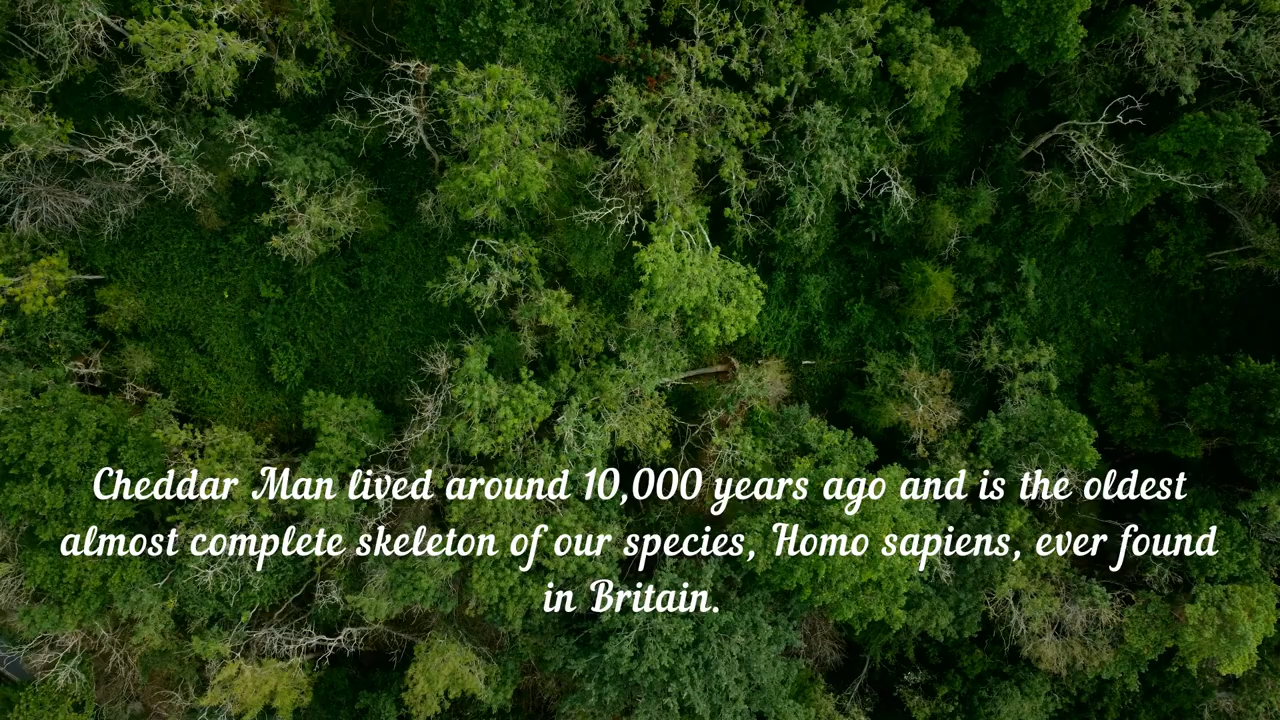 Cheddar Man lived around 10,000 years ago and is the oldest
almost complete skeleton of our species, Homo sapiens, ever found
in Britain.